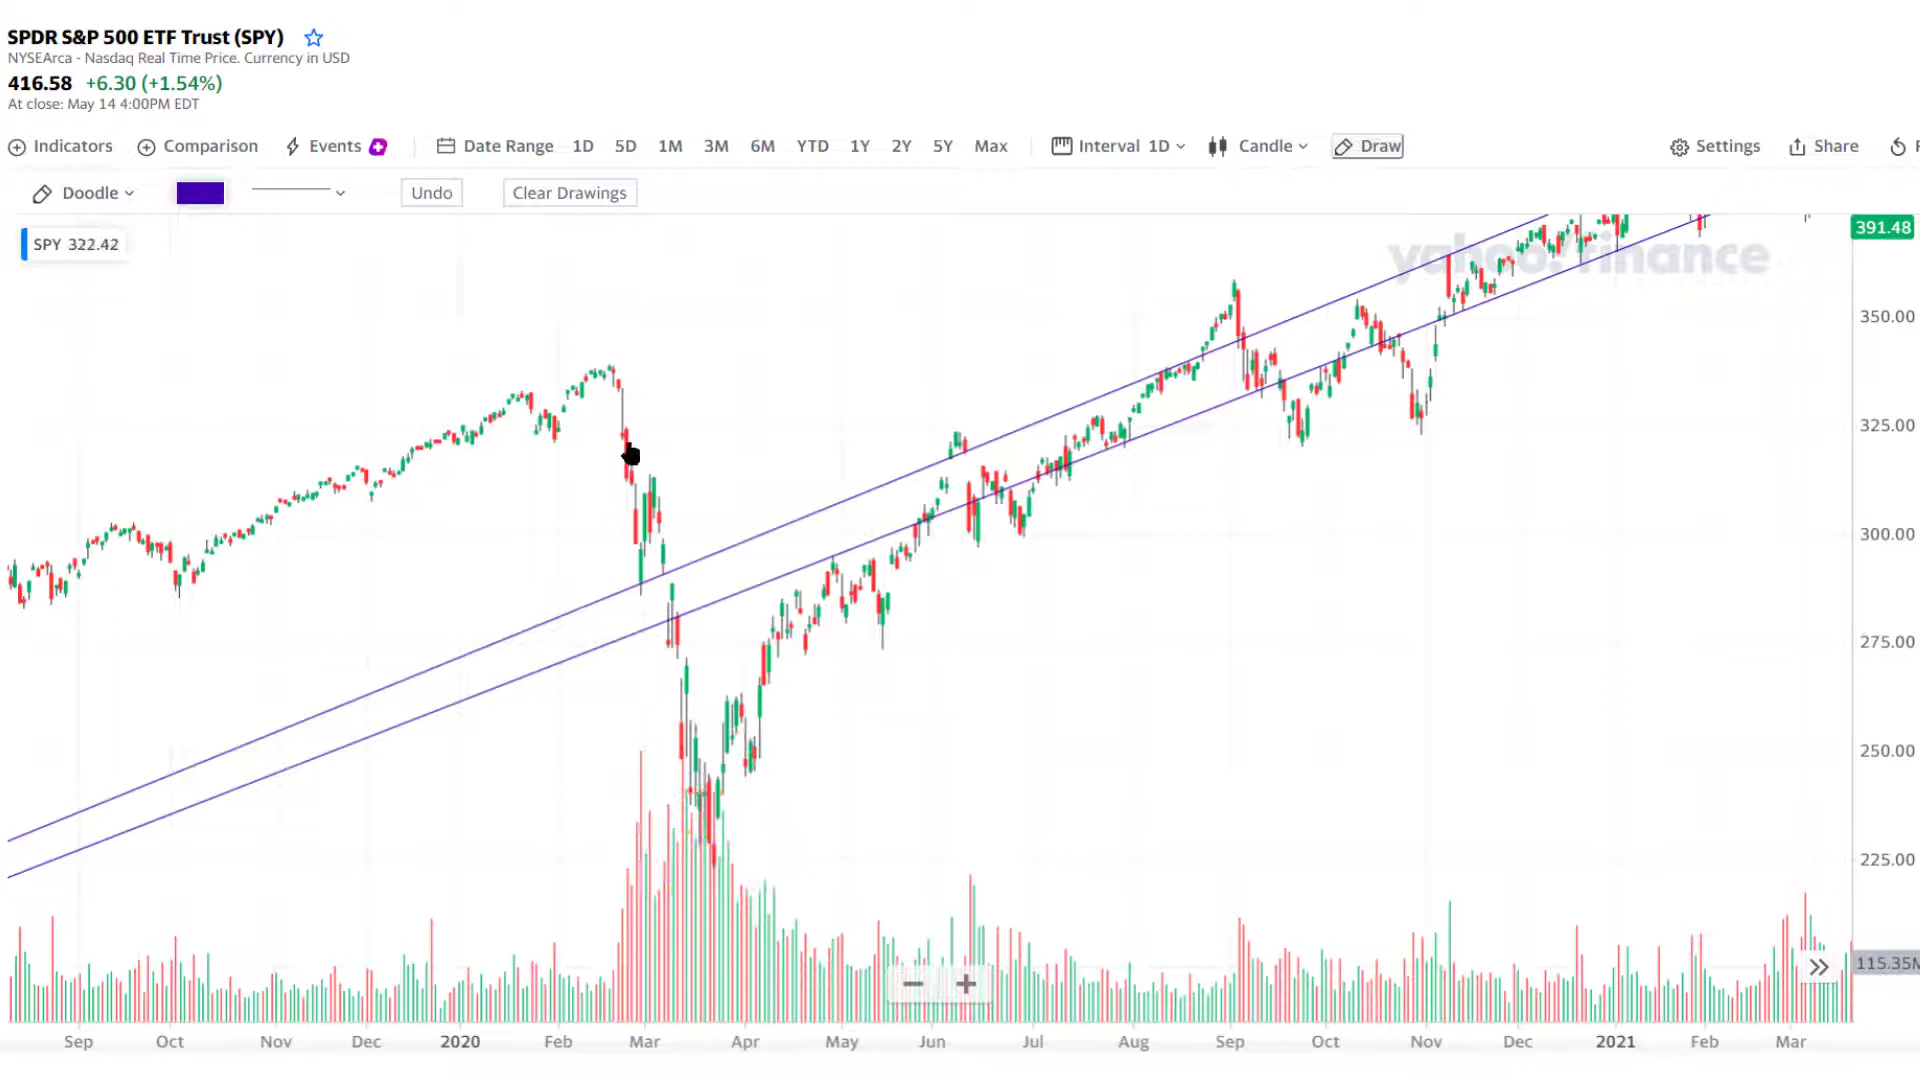 SPDR S&P 500 ETF Trust (SPY)
NYSEArca - Nasdaq Real Time Price. Currency in USD
416.58 +6.30 (+1.54%)
At close: May 14 4:00PM EDT
Indicators Comparison Events Date Range 1D 5D 1M 3M 6M YTD 1Y 2Y 5Y Max Interval 1D Candle Draw Settings Share
Doodle Undo Clear Drawings
SPY 322.42
yahoo!finance
391.48
350.00
325.00
300.00
275.00
250.00
225.00
115.35M
Sep Oct Nov Dec 2020 Feb Mar Apr May Jun Jul Aug Sep Oct Nov Dec 2021 Feb Mar